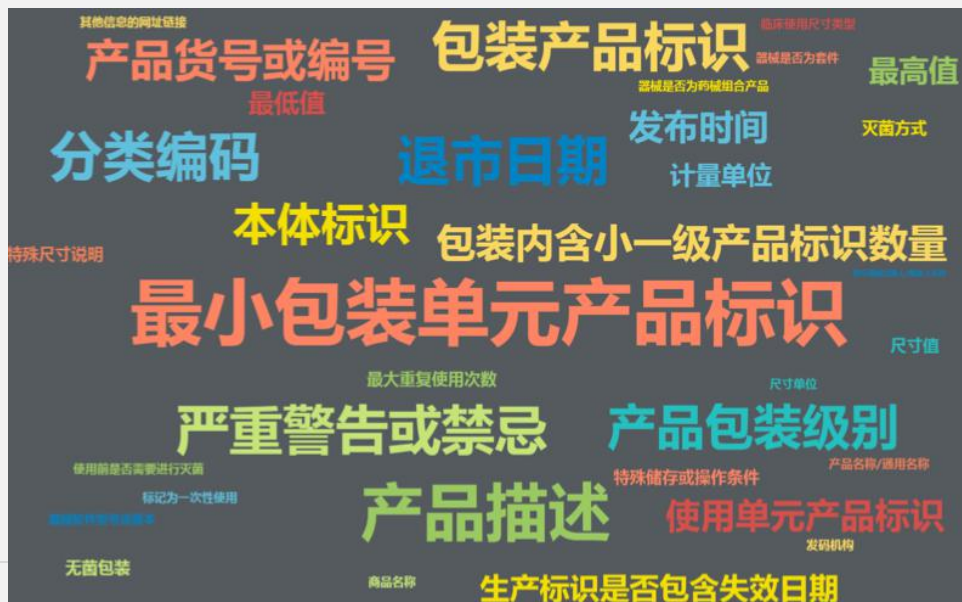 其他信息的网址链接
包装产品标识
临床使用尺寸类型
产品货号或编号
器械是否为套件
最高值
器械是否为药械组合产品
最低值
发布时间
灭菌方式
分类编码
退市日期
计量单位
本体标识
包装内含小一级产品标识数量
特殊尺寸说明
最小包装单元产品标识
尺寸值
最大重复使用次数
尺寸单位
严重警告或禁忌
产品包装级别
使用前是否需要进行灭菌
产品名称/通用名称
特殊储存或操作条件
标记为一次性使用
产品描述
使用单元产品标识
发码机构
无菌包装
商品名称
生产标识是否包含失效日期